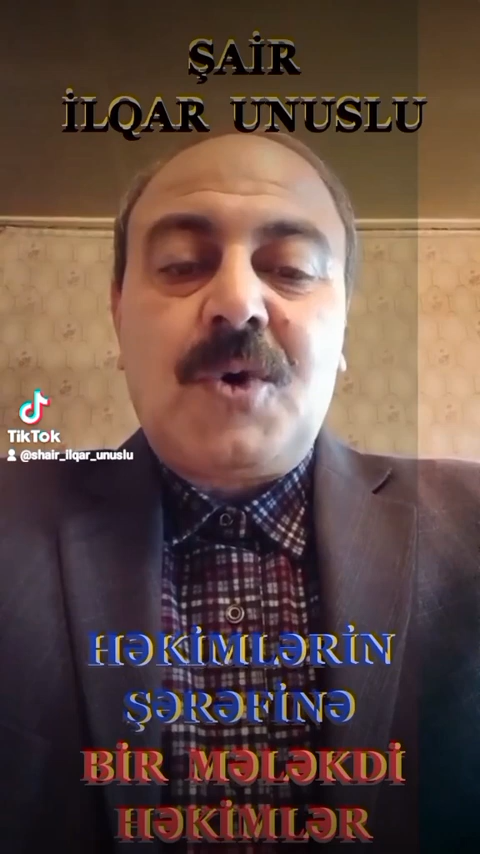 ŞAİR
İLQAR UNUSLU
TikTok
@shair_ilqar_unuslu
HƏKİMLƏRİN
ŞƏRƏFİNƏ
BİR MƏLƏKDİ
HƏKİMLƏR